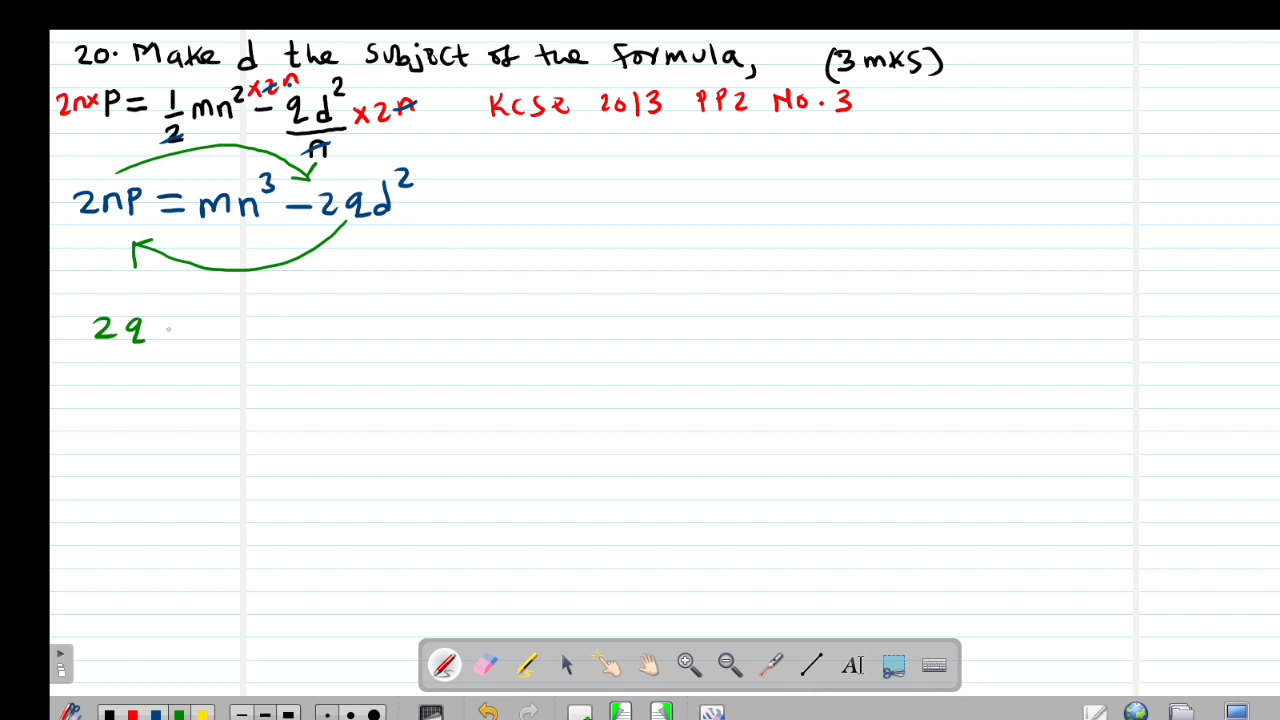 20. Make d the subject of the formula, (3 mks)
2n× P = 1/2 mn² ×2n − qd²/n ×2n KCSE 2013 PP2 No. 3
2nP = mn³ − 2qd²
2q